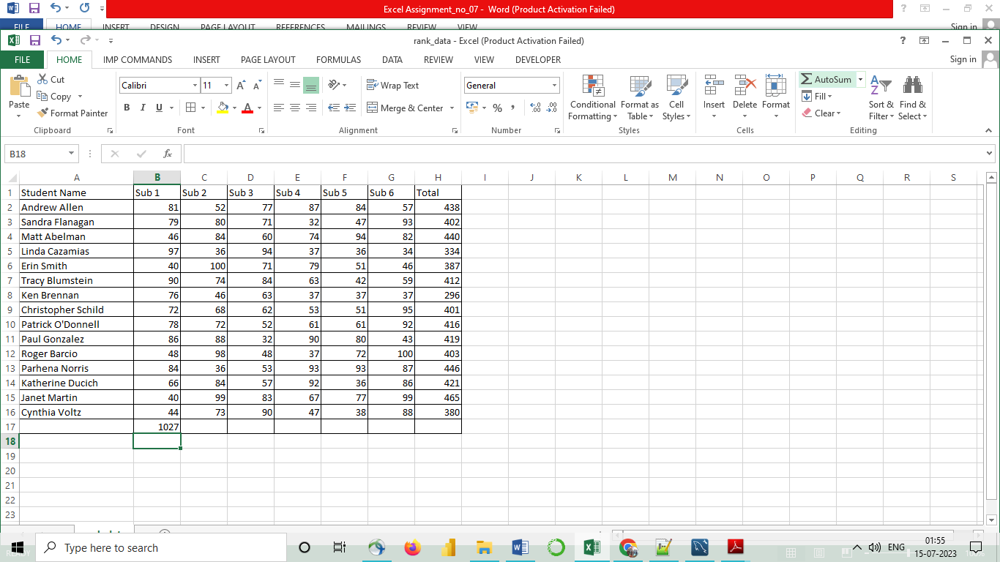 Excel Assignment_no_07 - Word (Product Activation Failed)
FILE HOME INSERT DESIGN PAGE LAYOUT REFERENCES MAILINGS REVIEW VIEW Sign in
rank_data - Excel (Product Activation Failed)
FILE HOME IMP COMMANDS INSERT PAGE LAYOUT FORMULAS DATA REVIEW VIEW DEVELOPER Sign in
Paste Cut Copy Format Painter
Calibri 11 B I U A
Wrap Text Merge & Center
General %
Conditional Formatting Format as Table Cell Styles
Insert Delete Format
AutoSum Fill Clear Sort & Filter Find & Select
Clipboard Font Alignment Number Styles Cells Editing
B18 fx
A B C D E F G H I J K L M N O P Q R S
1 Student Name Sub 1 Sub 2 Sub 3 Sub 4 Sub 5 Sub 6 Total
2 Andrew Allen 81 52 77 87 84 57 438
3 Sandra Flanagan 79 80 71 32 47 93 402
4 Matt Abelman 46 84 60 74 94 82 440
5 Linda Cazamias 97 36 94 37 36 34 334
6 Erin Smith 40 100 71 79 51 46 387
7 Tracy Blumstein 90 74 84 63 42 59 412
8 Ken Brennan 76 46 63 37 37 37 296
9 Christopher Schild 72 68 62 53 51 95 401
10 Patrick O'Donnell 78 72 52 61 61 92 416
11 Paul Gonzalez 86 88 32 90 80 43 419
12 Roger Barcio 48 98 48 37 72 100 403
13 Parhena Norris 84 36 53 93 93 87 446
14 Katherine Ducich 66 84 57 92 36 86 421
15 Janet Martin 40 99 83 67 77 99 465
16 Cynthia Voltz 44 73 90 47 38 88 380
17 1027
18
19
20
21
22
23
READY
Type here to search
ENG
01:55
15-07-2023
100%